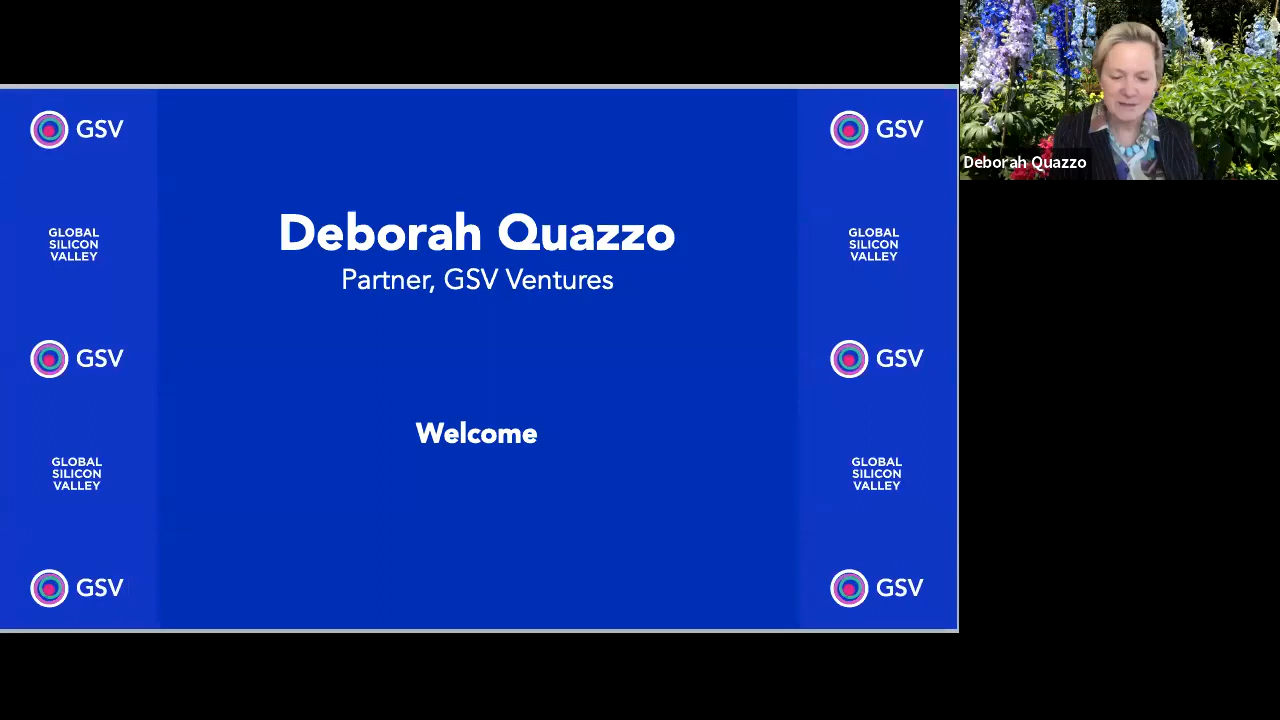 GSV
GSV
Deborah Quazzo
Deborah Quazzo
Partner, GSV Ventures
GLOBAL
SILICON
VALLEY
GLOBAL
SILICON
VALLEY
GSV
GSV
Welcome
GLOBAL
SILICON
VALLEY
GLOBAL
SILICON
VALLEY
GSV
GSV